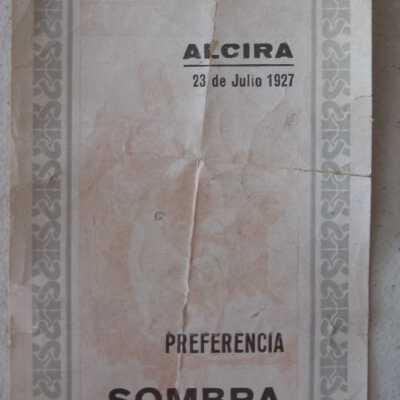 ALCIRA
23 de Julio 1927
PREFERENCIA
SOMBRA